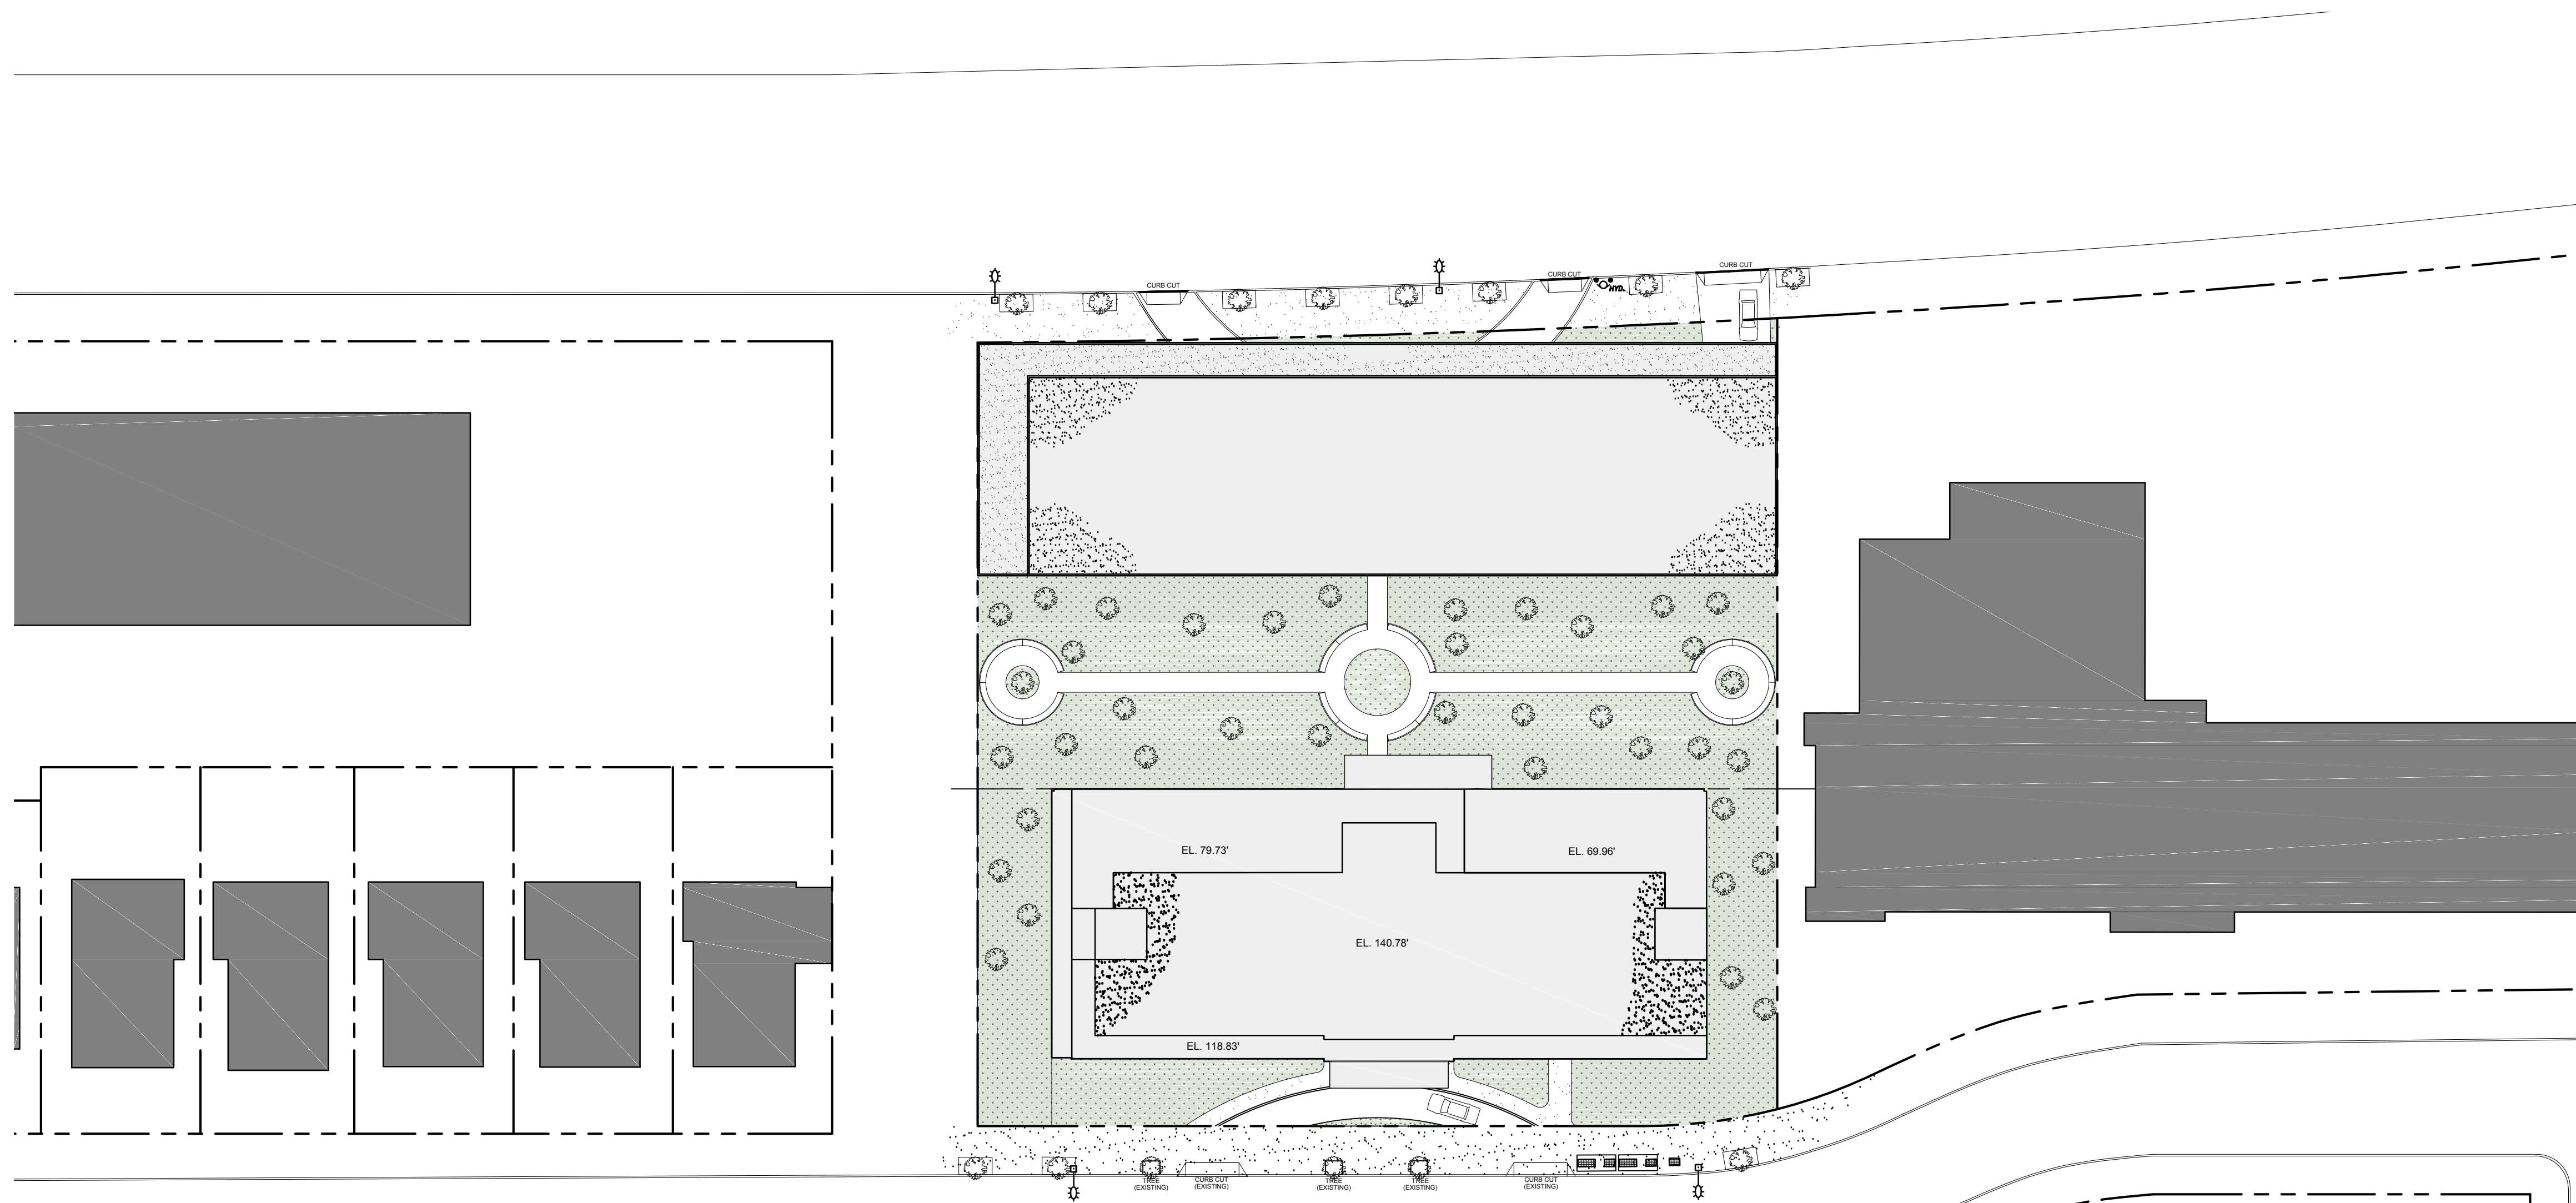 CURB CUT
CURB CUT
CURB CUT
HYD.
EL. 79.73'
EL. 69.96'
EL. 140.78'
EL. 118.83'
TREE
(EXISTING)
CURB CUT
(EXISTING)
TREE
(EXISTING)
TREE
(EXISTING)
CURB CUT
(EXISTING)